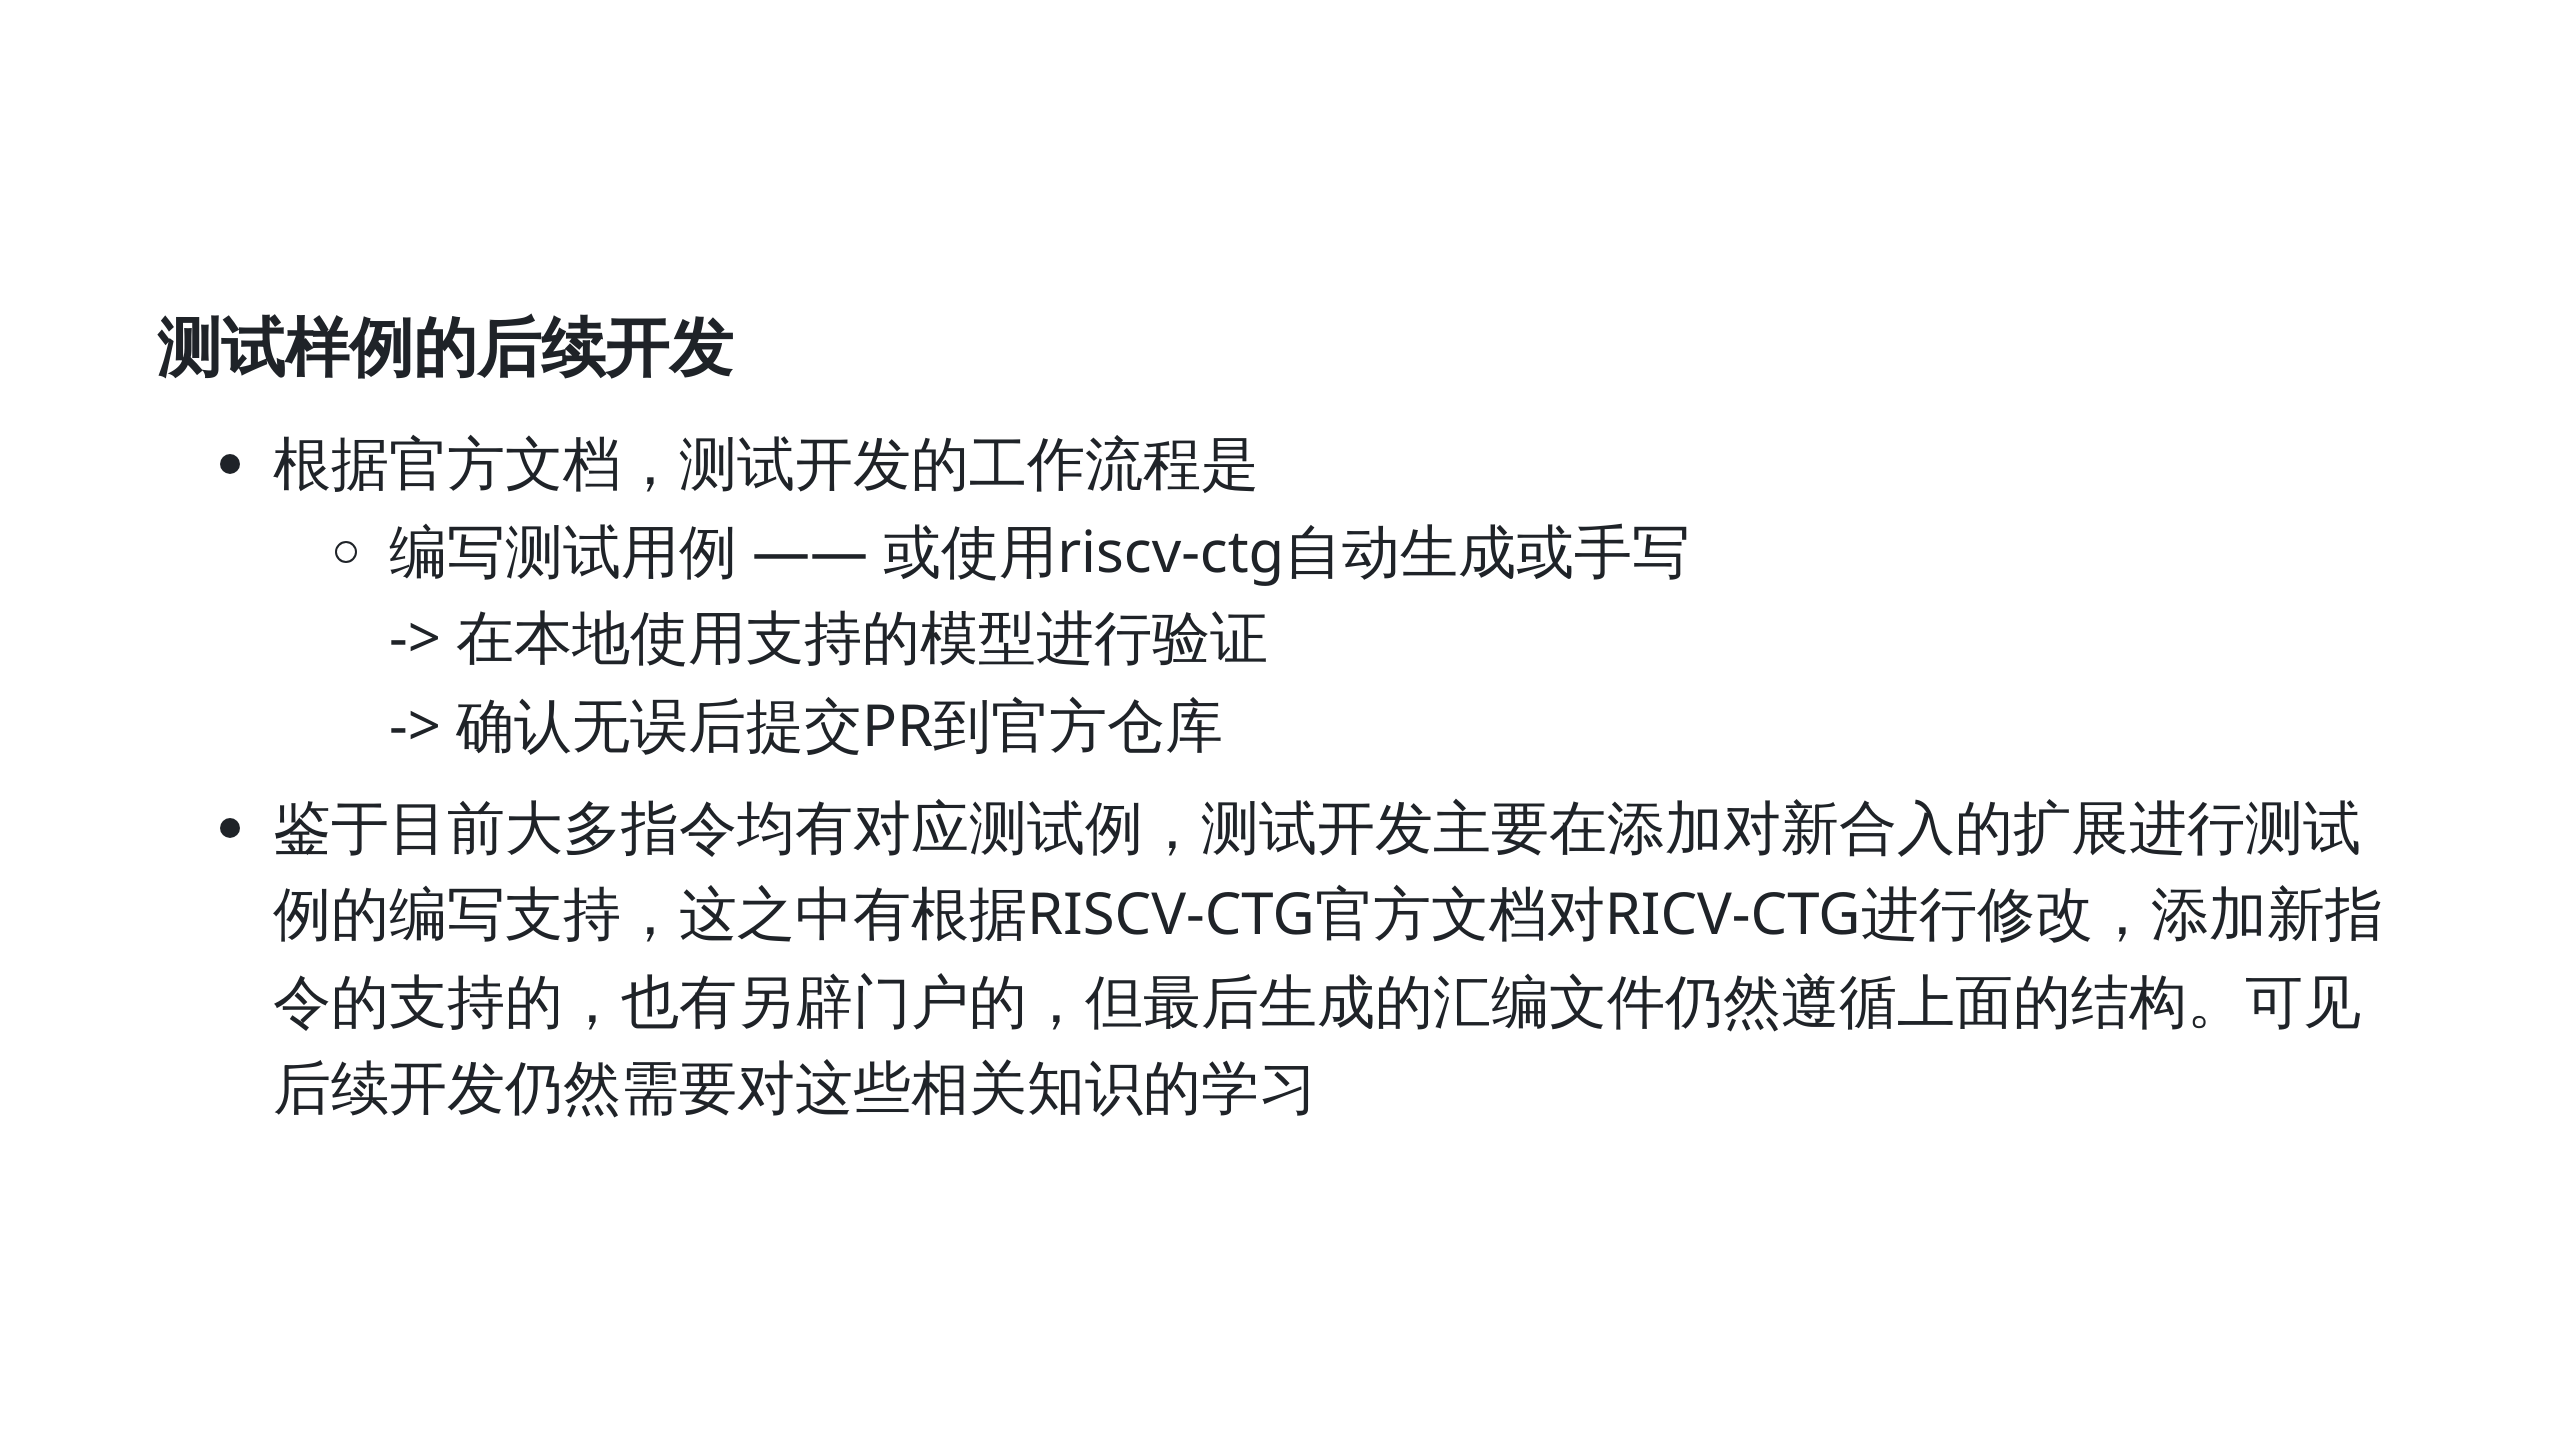 测试样例的后续开发
根据官方文档，测试开发的工作流程是
编写测试用例 —— 或使用riscv-ctg自动生成或手写
-> 在本地使用支持的模型进行验证
-> 确认无误后提交PR到官方仓库
鉴于目前大多指令均有对应测试例，测试开发主要在添加对新合入的扩展进行测试
例的编写支持，这之中有根据RISCV-CTG官方文档对RICV-CTG进行修改，添加新指
令的支持的，也有另辟门户的，但最后生成的汇编文件仍然遵循上面的结构。可见
后续开发仍然需要对这些相关知识的学习